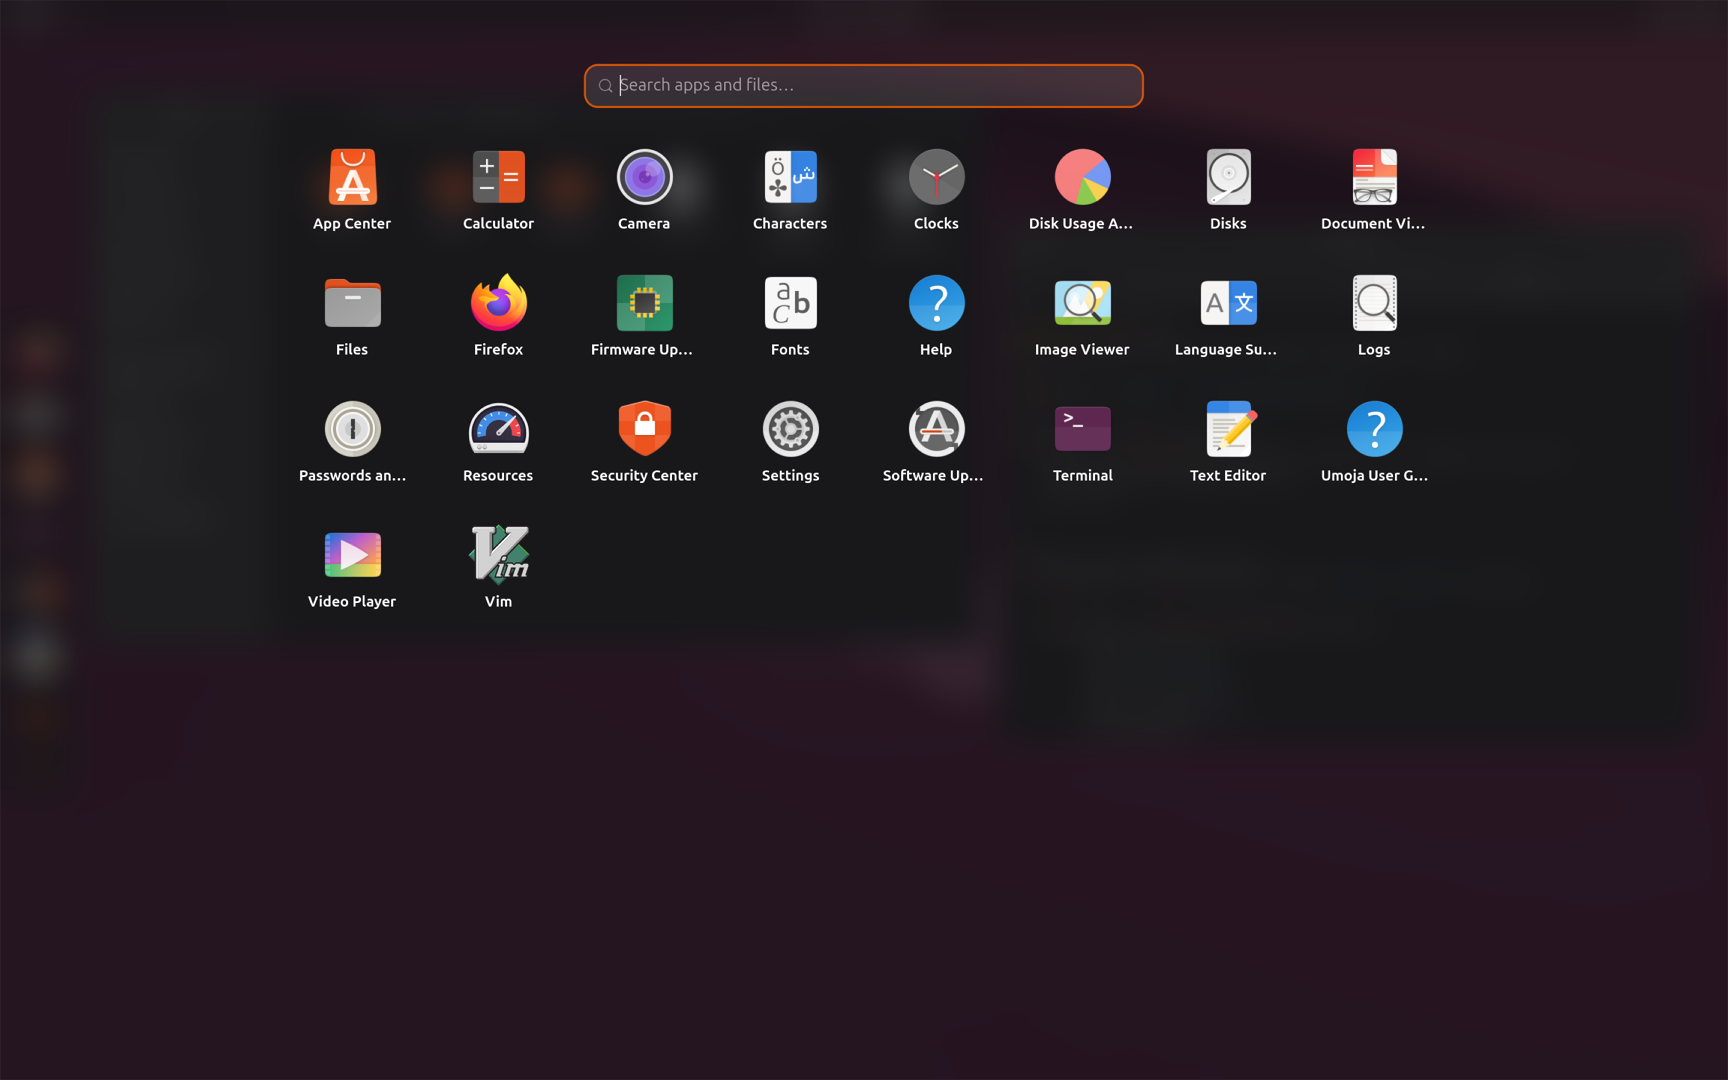 Search apps and files…
App Center
Calculator
Camera
Characters
Clocks
Disk Usage A…
Disks
Document Vi…
Files
Firefox
Firmware Up…
Fonts
Help
Image Viewer
Language Su…
Logs
Passwords an…
Resources
Security Center
Settings
Software Up…
Terminal
Text Editor
Umoja User G…
Video Player
Vim